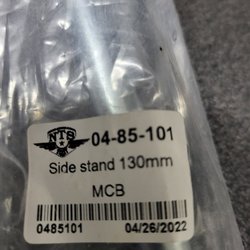 NTS 04-85-101
Side stand 130mm
MCB
0485101 04/26/2022